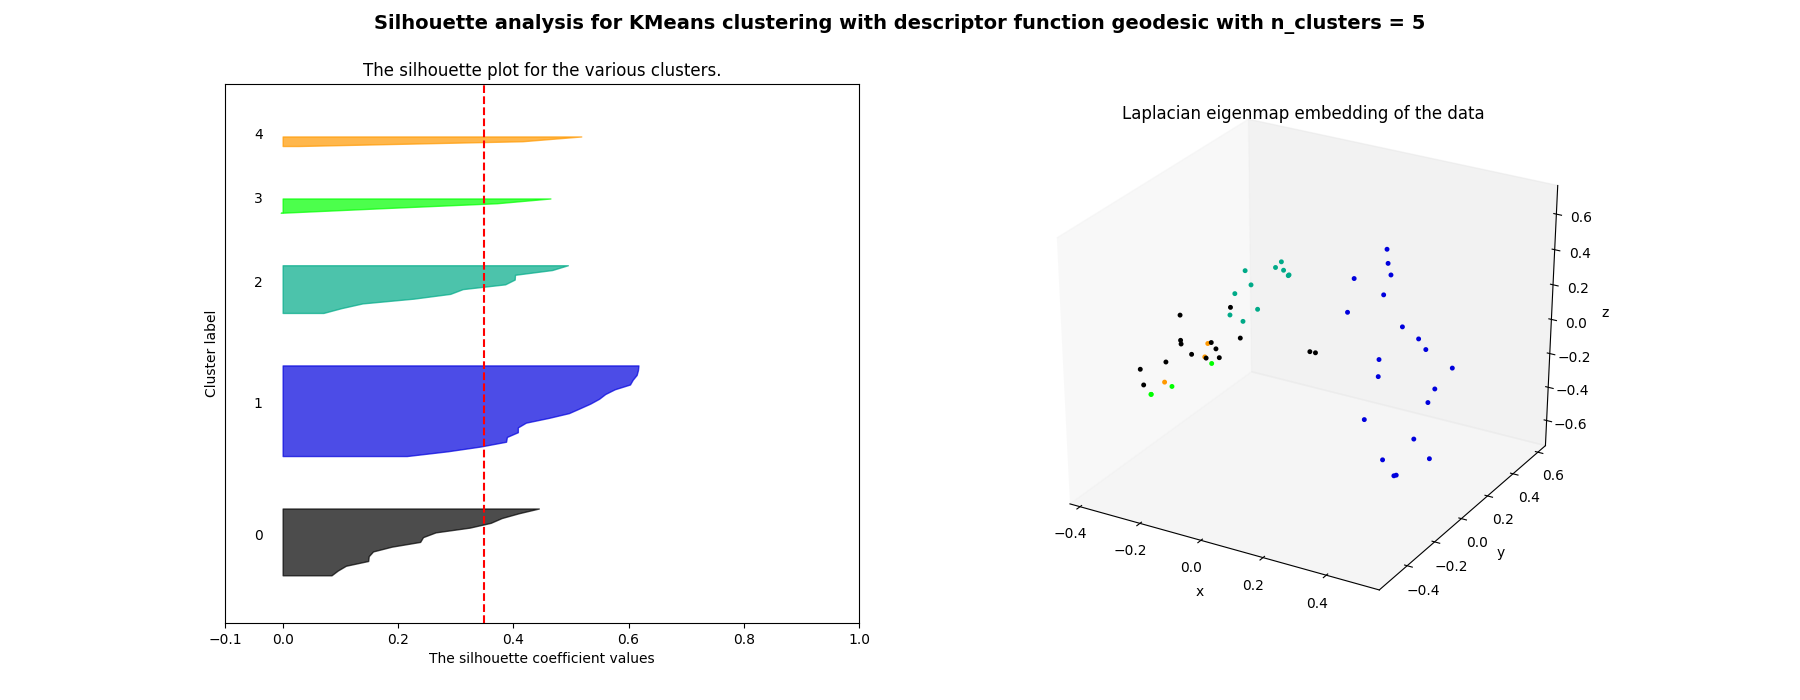 Silhouette analysis for KMeans clustering with descriptor function geodesic with n_clusters = 5
The silhouette plot for the various clusters.
4
3
2
1
0
Cluster label
−0.1 0.0 0.2 0.4 0.6 0.8 1.0
The silhouette coefficient values
Laplacian eigenmap embedding of the data
0.6
0.4
0.2
0.0
−0.2
−0.4
−0.6
z
0.6
0.4
0.2
0.0
−0.2
−0.4
y
−0.4
−0.2
0.0
0.2
0.4
x